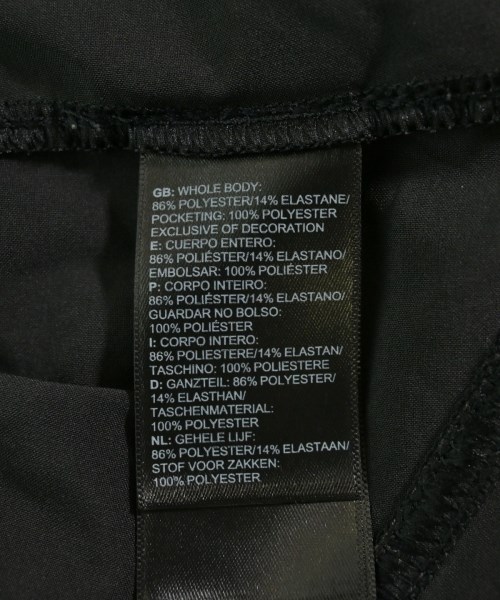 GB: WHOLE BODY:
86% POLYESTER/14% ELASTANE/
POCKETING: 100% POLYESTER
EXCLUSIVE OF DECORATION
E: CUERPO ENTERO:
86% POLIÉSTER/14% ELASTANO/
EMBOLSAR: 100% POLIÉSTER
P: CORPO INTEIRO:
86% POLIÉSTER/14% ELASTANO/
GUARDAR NO BOLSO:
100% POLIÉSTER
I: CORPO INTERO:
86% POLIESTERE/14% ELASTAN/
TASCHINO: 100% POLIESTERE
D: GANZTEIL: 86% POLYESTER/
14% ELASTHAN/
TASCHENMATERIAL:
100% POLYESTER
NL: GEHELE LIJF:
86% POLYESTER/14% ELASTAAN/
STOF VOOR ZAKKEN:
100% POLYESTER